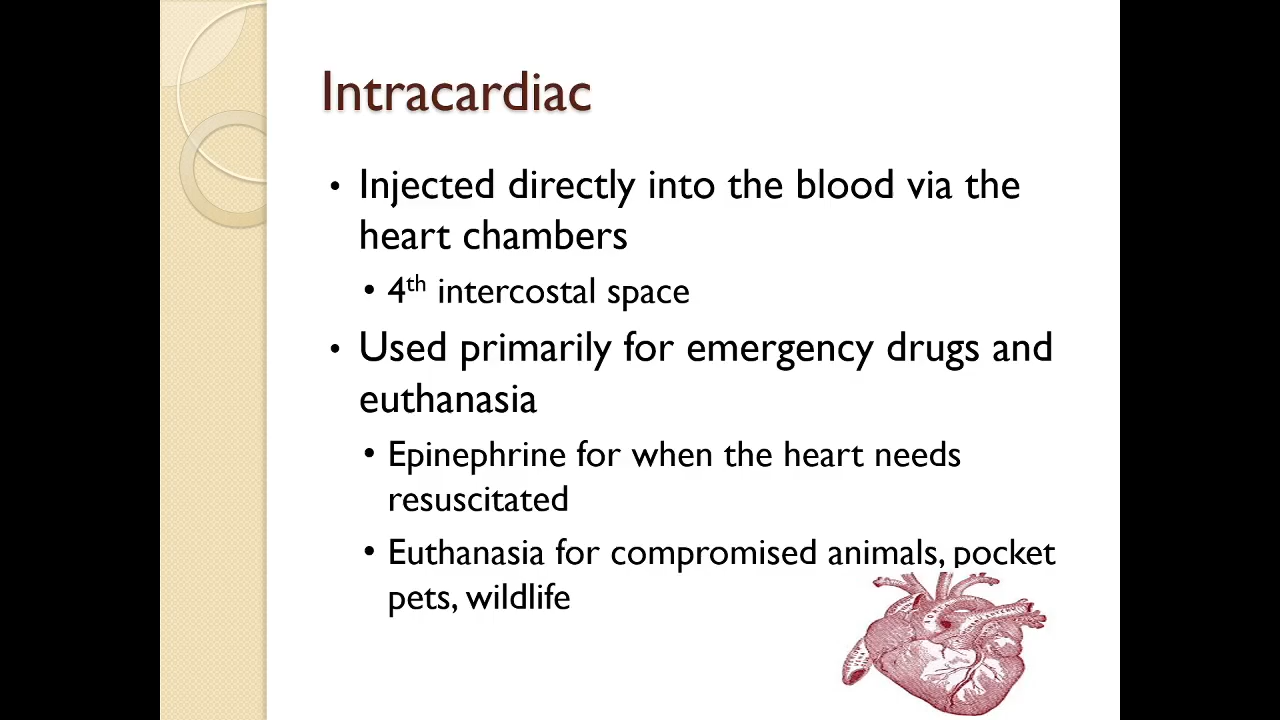 Intracardiac
• Injected directly into the blood via the
heart chambers
• 4th intercostal space
• Used primarily for emergency drugs and
euthanasia
• Epinephrine for when the heart needs
resuscitated
• Euthanasia for compromised animals, pocket
pets, wildlife